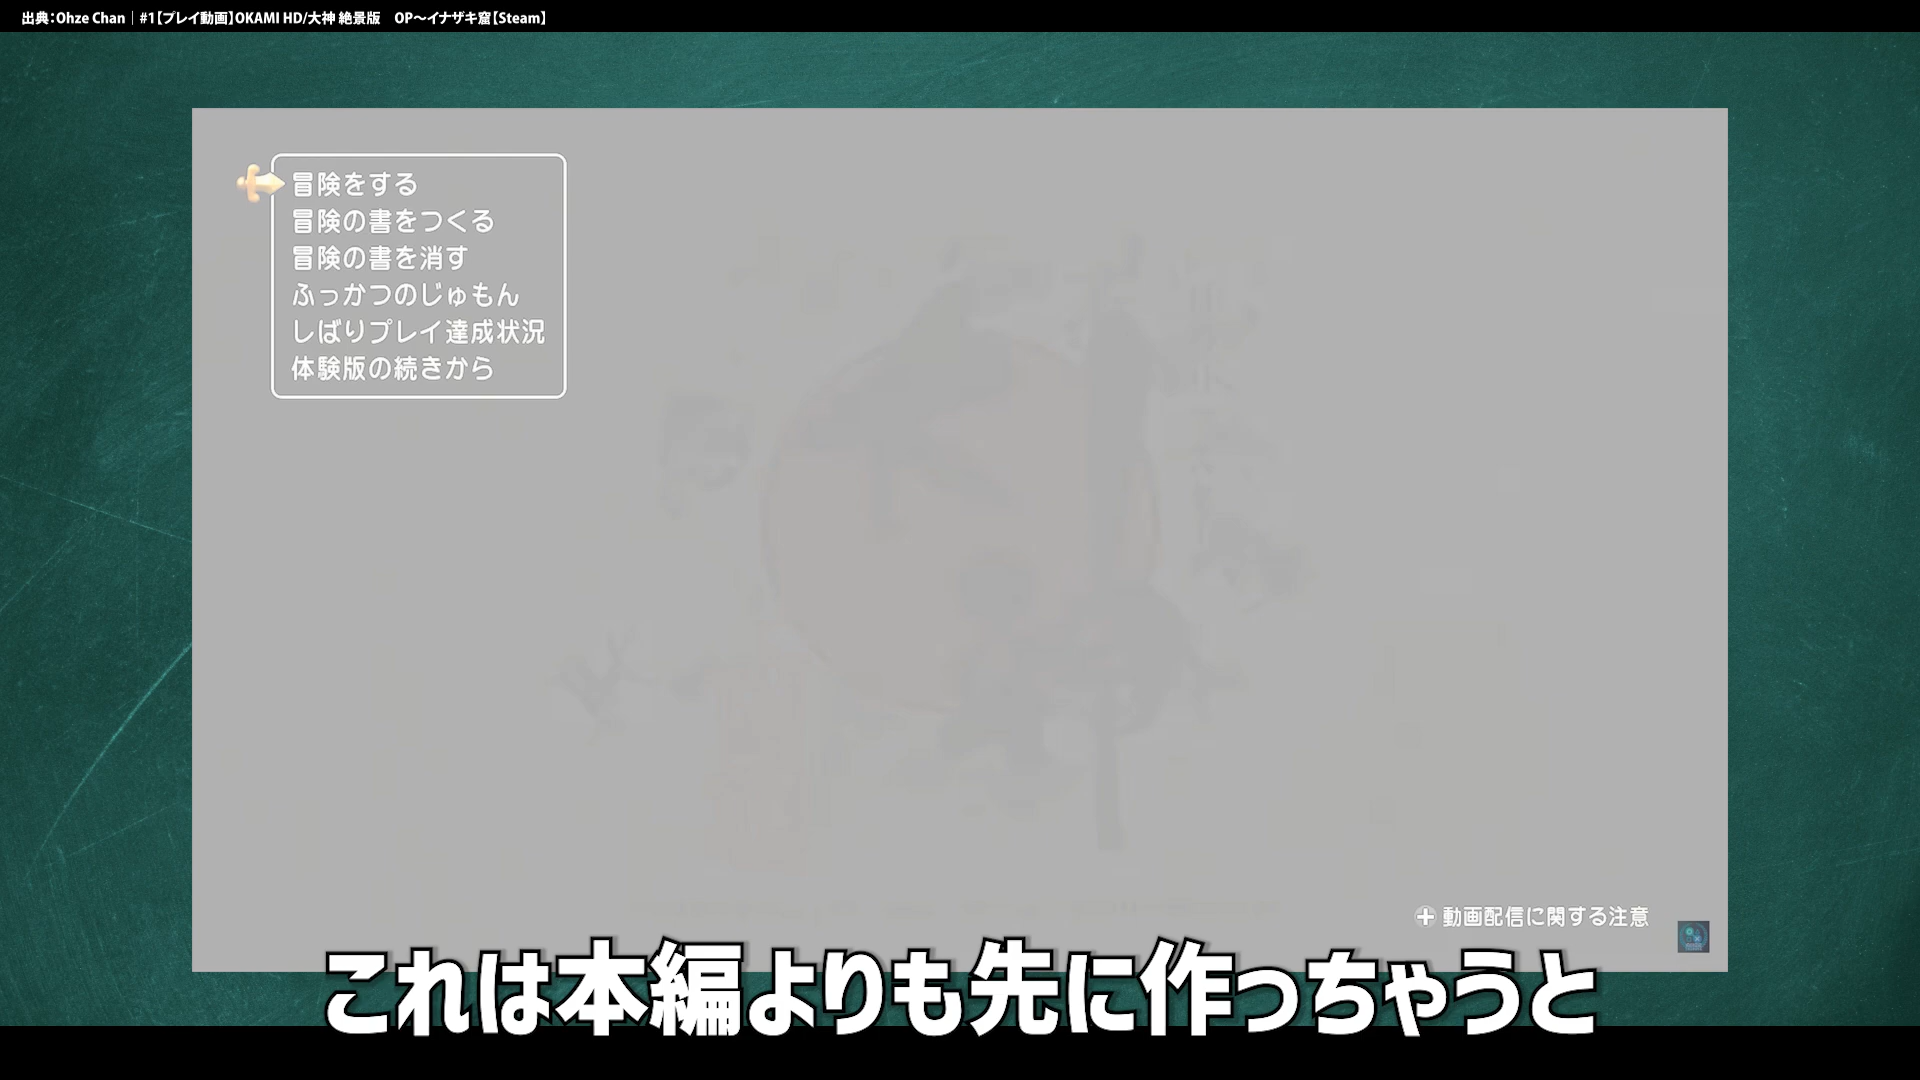 出典：Ohze Chan｜#1【プレイ動画】OKAMI HD/大神 絶景版　OP～イナザキ窟【Steam】
冒険をする
冒険の書をつくる
冒険の書を消す
ふっかつのじゅもん
しばりプレイ達成状況
体験版の続きから
動画配信に関する注意
これは本編よりも先に作っちゃうと